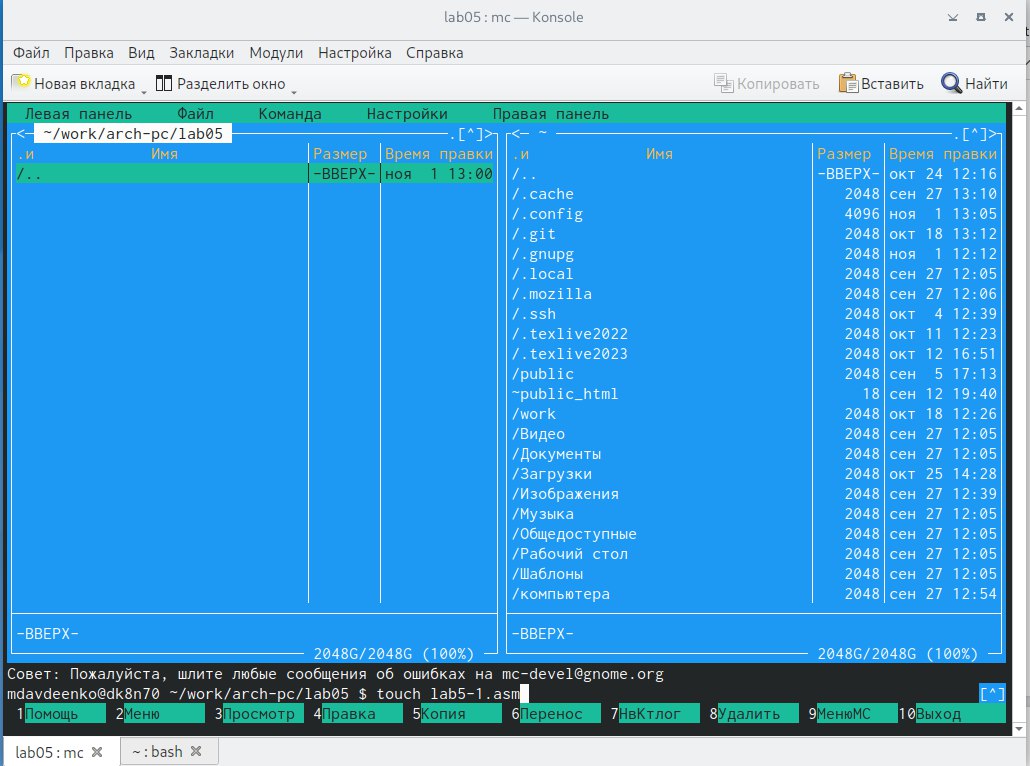 lab05 : mc — Konsole
Файл Правка Вид Закладки Модули Настройка Справка
Новая вкладка Разделить окно Копировать Вставить Найти
Левая панель Файл Команда Настройки Правая панель
<— ~/work/arch-pc/lab05 .[^]> <— ~ .[^]>
.и Имя Размер Время правки .и Имя Размер Время правки
/.. -ВВЕРХ- ноя 1 13:00 /.. -ВВЕРХ- окт 24 12:16
/.cache 2048 сен 27 13:10
/.config 4096 ноя 1 13:05
/.git 2048 окт 18 13:12
/.gnupg 2048 ноя 1 12:12
/.local 2048 сен 27 12:05
/.mozilla 2048 сен 27 12:06
/.ssh 2048 окт 4 12:39
/.texlive2022 2048 окт 11 12:23
/.texlive2023 2048 окт 12 16:51
/public 2048 сен 5 17:13
~public_html 18 сен 12 19:40
/work 2048 окт 18 12:26
/Видео 2048 сен 27 12:05
/Документы 2048 сен 27 12:05
/Загрузки 2048 окт 25 14:28
/Изображения 2048 сен 27 12:39
/Музыка 2048 сен 27 12:05
/Общедоступные 2048 сен 27 12:05
/Рабочий стол 2048 сен 27 12:05
/Шаблоны 2048 сен 27 12:05
/компьютера 2048 сен 27 12:54
-ВВЕРХ- -ВВЕРХ-
2048G/2048G (100%) 2048G/2048G (100%)
Совет: Пожалуйста, шлите любые сообщения об ошибках на mc-devel@gnome.org
mdavdeenko@dk8n70 ~/work/arch-pc/lab05 $ touch lab5-1.asm [^]
1Помощь 2Меню 3Просмотр 4Правка 5Копия 6Перенос 7НвКтлог 8Удалить 9МенюMC 10Выход
lab05 : mc ~ : bash